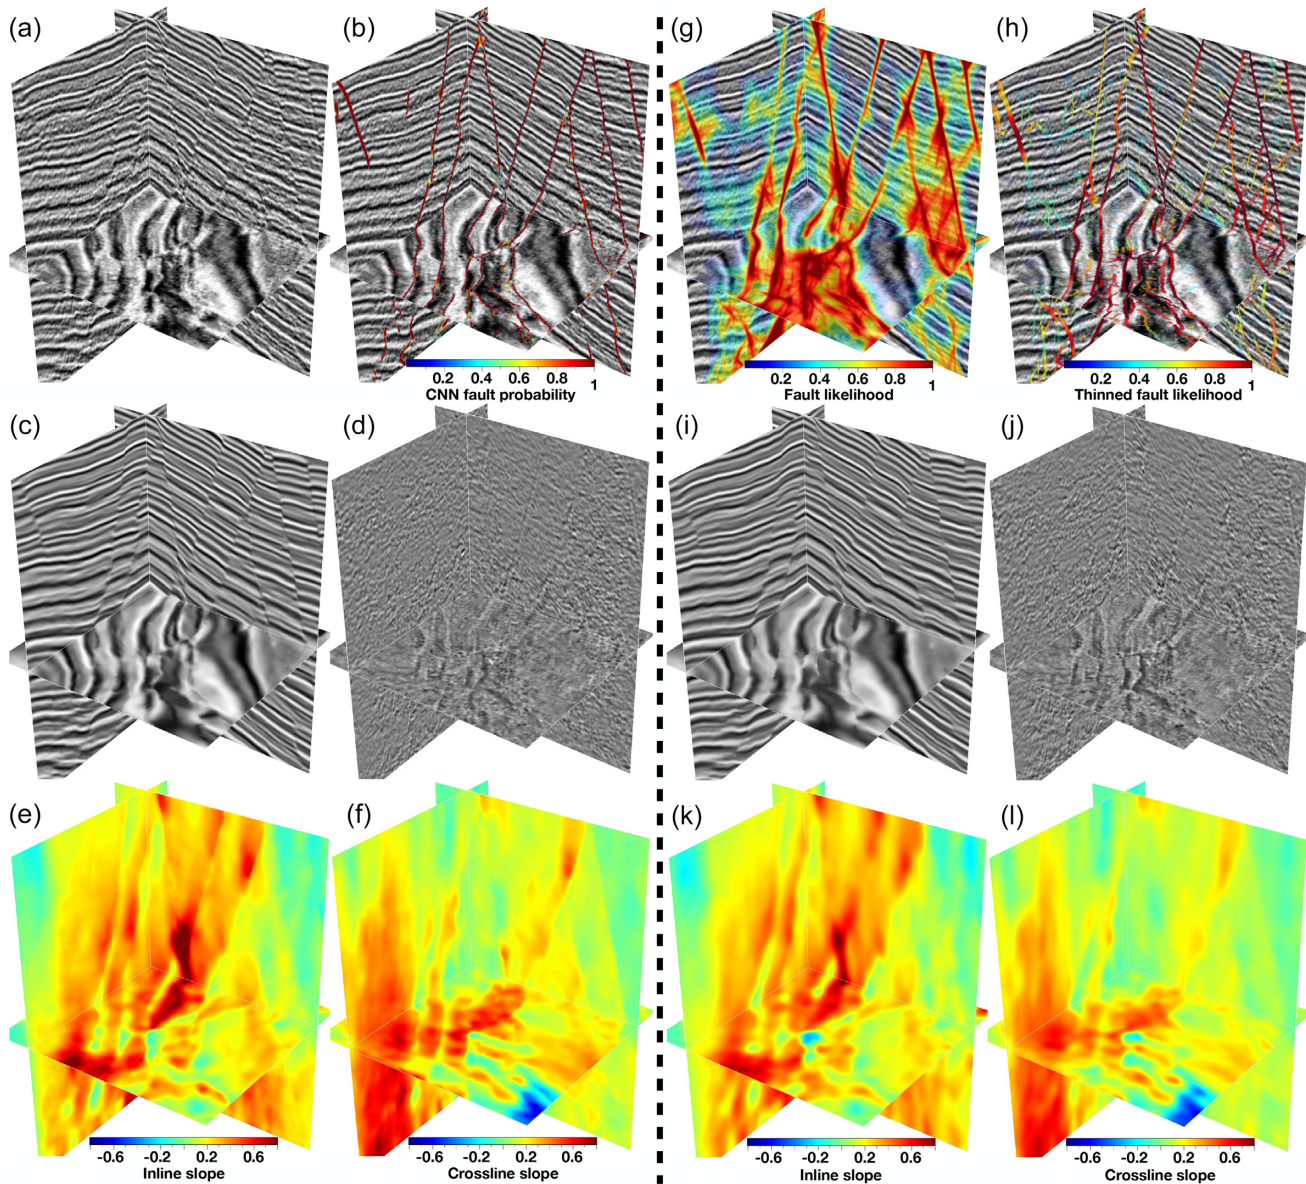 (a) (b) (g) (h)
0.2 0.4 0.6 0.8 1
CNN fault probability
0.2 0.4 0.6 0.8 1
Fault likelihood
0.2 0.4 0.6 0.8 1
Thinned fault likelihood
(c) (d) (i) (j)
(e) (f) (k) (l)
-0.6 -0.2 0.2 0.6
Inline slope
-0.6 -0.2 0.2 0.6
Crossline slope
-0.6 -0.2 0.2 0.6
Inline slope
-0.6 -0.2 0.2 0.6
Crossline slope